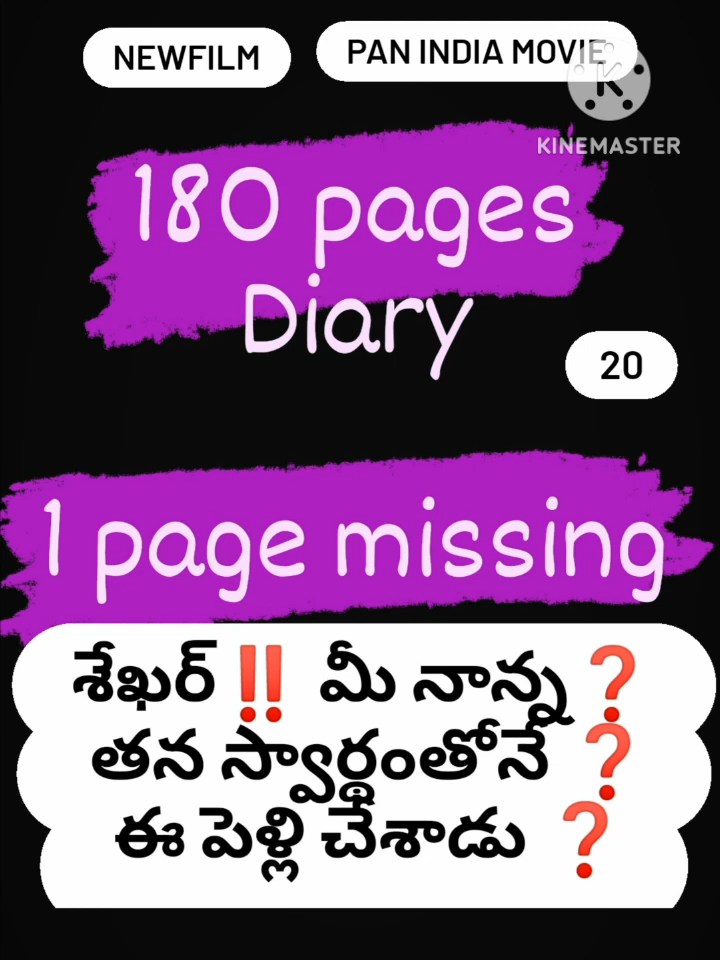 NEWFILM
PAN INDIA MOVIE
KINEMASTER
180 pages
Diary
20
1 page missing
శేఖర్‼️ మీ నాన్న❓
తన స్వార్థంతోనే ❓
ఈ పెళ్లి చేశాడు ❓